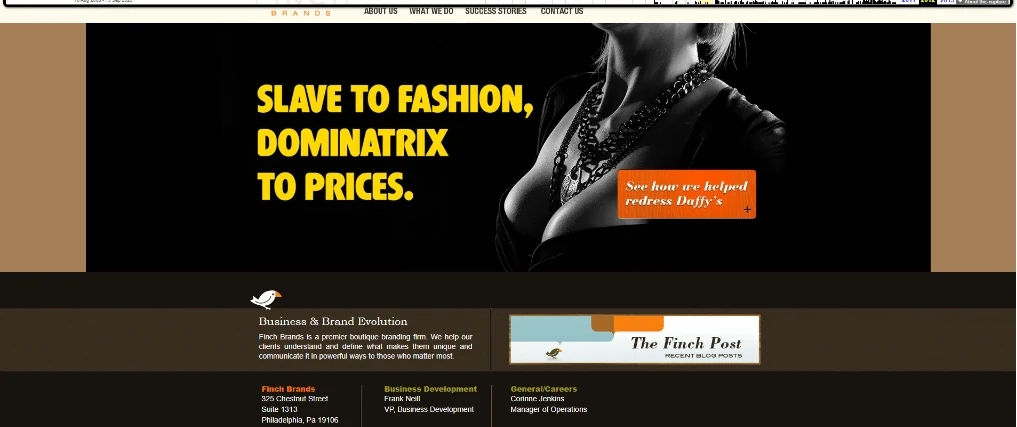 BRANDS
ABOUT US WHAT WE DO SUCCESS STORIES CONTACT US
SLAVE TO FASHION,
DOMINATRIX
TO PRICES.
See how we helped
redress Daffy's
+
Business & Brand Evolution
Finch Brands is a premier boutique branding firm. We help our
clients understand and define what makes them unique and
communicate it in powerful ways to those who matter most.
The Finch Post
RECENT BLOG POSTS
Finch Brands
325 Chestnut Street
Suite 1313
Philadelphia, Pa 19106
Business Development
Frank Neill
VP, Business Development
General/Careers
Corinne Jenkins
Manager of Operations